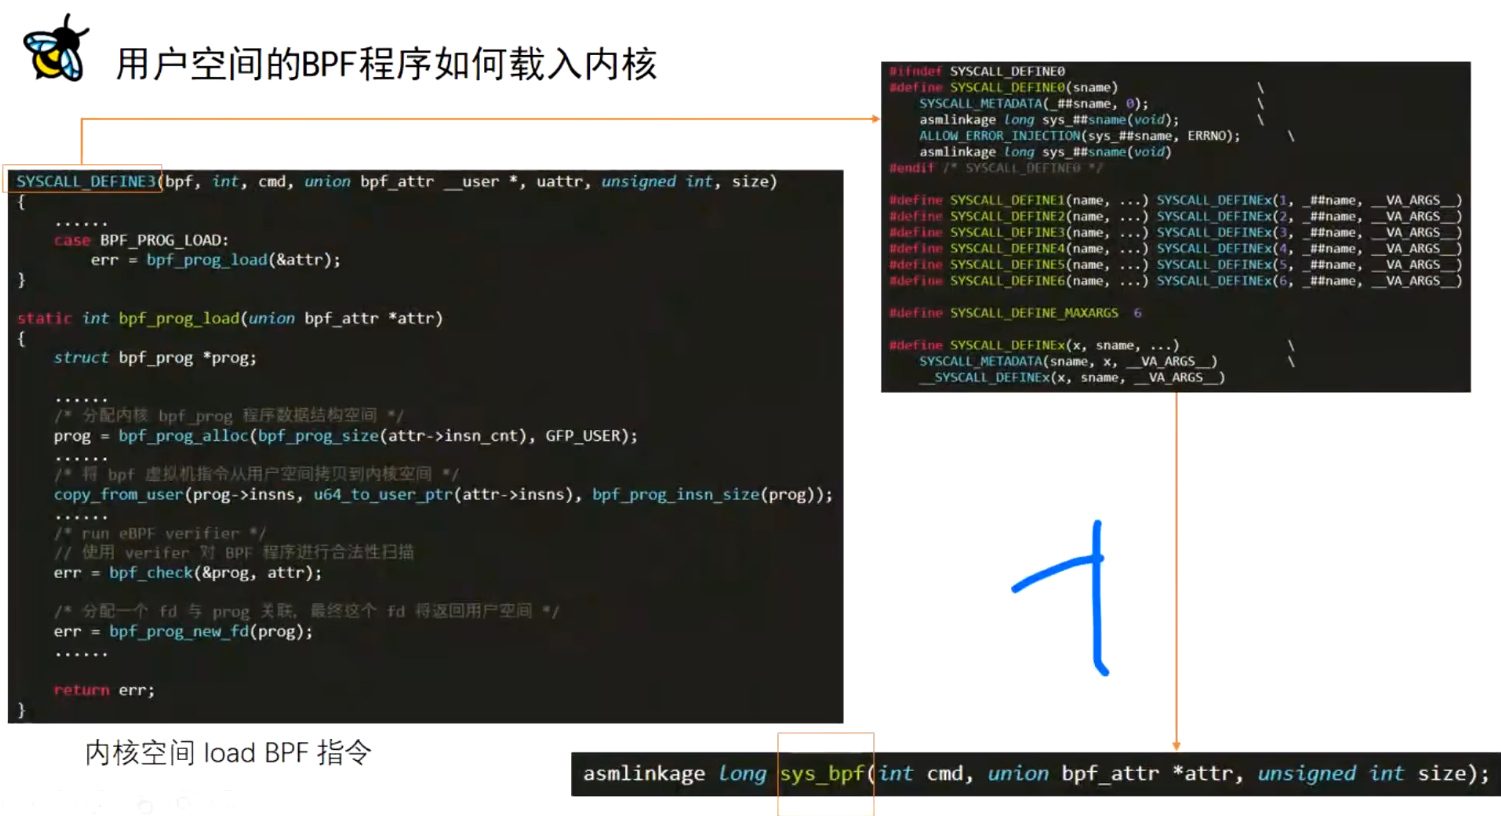 用户空间的BPF程序如何载入内核
SYSCALL_DEFINE3(bpf, int, cmd, union bpf_attr __user *, uattr, unsigned int, size)
{
    ......
    case BPF_PROG_LOAD:
        err = bpf_prog_load(&attr);
}
static int bpf_prog_load(union bpf_attr *attr)
{
    struct bpf_prog *prog;
    ......
    /* 分配内核 bpf_prog 程序数据结构空间 */
    prog = bpf_prog_alloc(bpf_prog_size(attr->insn_cnt), GFP_USER);
    ......
    /* 将 bpf 虚拟机指令从用户空间拷贝到内核空间 */
    copy_from_user(prog->insns, u64_to_user_ptr(attr->insns), bpf_prog_insn_size(prog));
    ......
    /* run eBPF verifier */
    // 使用 verifer 对 BPF 程序进行合法性扫描
    err = bpf_check(&prog, attr);
    /* 分配一个 fd 与 prog 关联, 最终这个 fd 将返回用户空间 */
    err = bpf_prog_new_fd(prog);
    ......
    return err;
}
内核空间 load BPF 指令
#ifndef SYSCALL_DEFINE0
#define SYSCALL_DEFINE0(sname) \
    SYSCALL_METADATA(_##sname, 0); \
    asmlinkage long sys_##sname(void); \
    ALLOW_ERROR_INJECTION(sys_##sname, ERRNO); \
    asmlinkage long sys_##sname(void)
#endif /* SYSCALL_DEFINE0 */
#define SYSCALL_DEFINE1(name, ...) SYSCALL_DEFINEx(1, _##name, __VA_ARGS__)
#define SYSCALL_DEFINE2(name, ...) SYSCALL_DEFINEx(2, _##name, __VA_ARGS__)
#define SYSCALL_DEFINE3(name, ...) SYSCALL_DEFINEx(3, _##name, __VA_ARGS__)
#define SYSCALL_DEFINE4(name, ...) SYSCALL_DEFINEx(4, _##name, __VA_ARGS__)
#define SYSCALL_DEFINE5(name, ...) SYSCALL_DEFINEx(5, _##name, __VA_ARGS__)
#define SYSCALL_DEFINE6(name, ...) SYSCALL_DEFINEx(6, _##name, __VA_ARGS__)
#define SYSCALL_DEFINE_MAXARGS 6
#define SYSCALL_DEFINEx(x, sname, ...) \
    SYSCALL_METADATA(sname, x, __VA_ARGS__) \
    __SYSCALL_DEFINEx(x, sname, __VA_ARGS__)
asmlinkage long sys_bpf(int cmd, union bpf_attr *attr, unsigned int size);